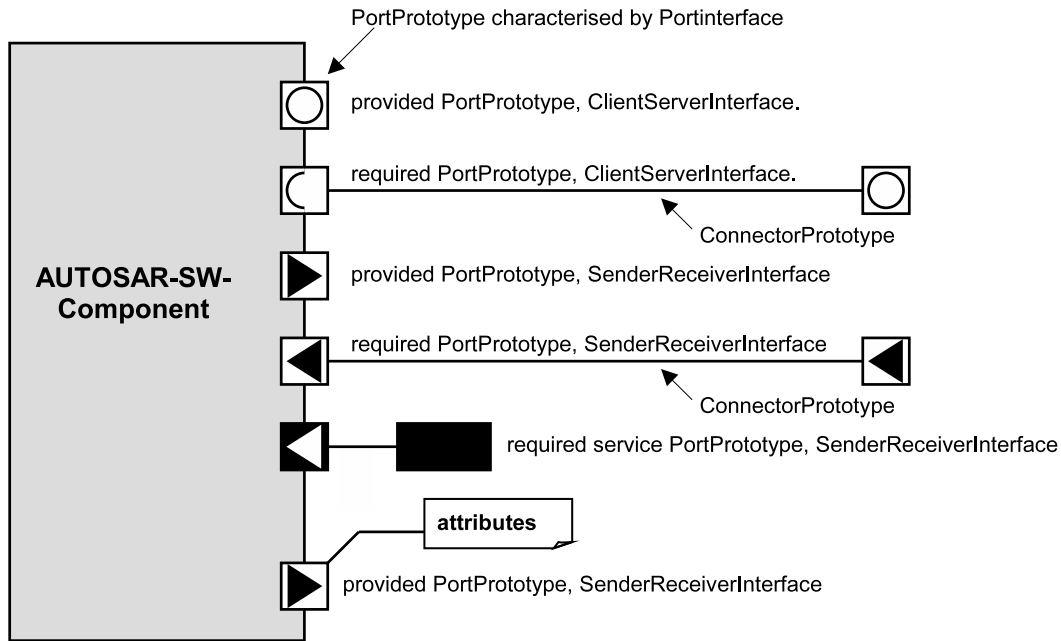 PortPrototype characterised by Portinterface
provided PortPrototype, ClientServerInterface.
required PortPrototype, ClientServerInterface.
ConnectorPrototype
AUTOSAR-SW-
Component
provided PortPrototype, SenderReceiverInterface
required PortPrototype, SenderReceiverInterface
ConnectorPrototype
required service PortPrototype, SenderReceiverInterface
attributes
provided PortPrototype, SenderReceiverInterface